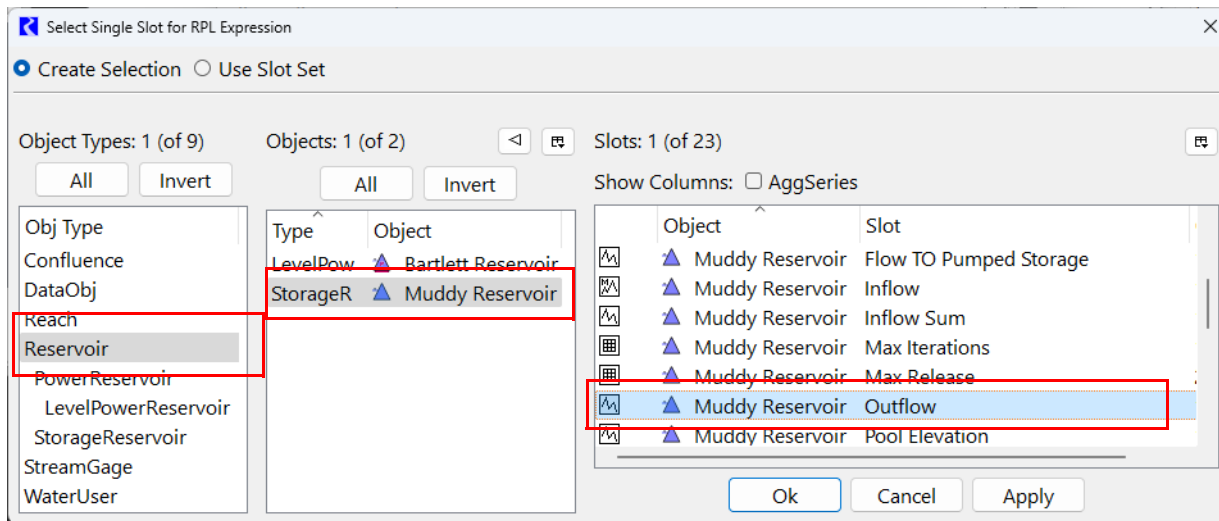 Select Single Slot for RPL Expression
Create Selection Use Slot Set
Object Types: 1 (of 9)
All Invert
Obj Type
Confluence
DataObj
Reach
Reservoir
PowerReservoir
LevelPowerReservoir
StorageReservoir
StreamGage
WaterUser
Objects: 1 (of 2)
All Invert
Type Object
LevelPow Bartlett Reservoir
StorageR Muddy Reservoir
Slots: 1 (of 23)
Show Columns: AggSeries
Object Slot
Muddy Reservoir Flow TO Pumped Storage
Muddy Reservoir Inflow
Muddy Reservoir Inflow Sum
Muddy Reservoir Max Iterations
Muddy Reservoir Max Release
Muddy Reservoir Outflow
Muddy Reservoir Pool Elevation
Ok Cancel Apply